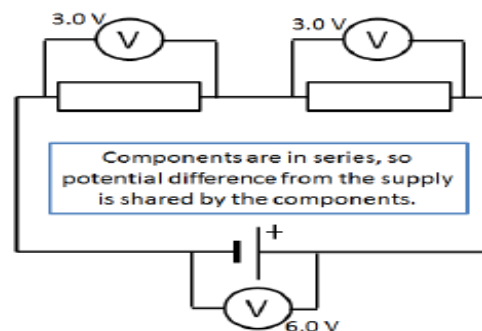 3.0 V
3.0 V
V
V
Components are in series, so
potential difference from the supply
is shared by the components.
+
V
6.0 V